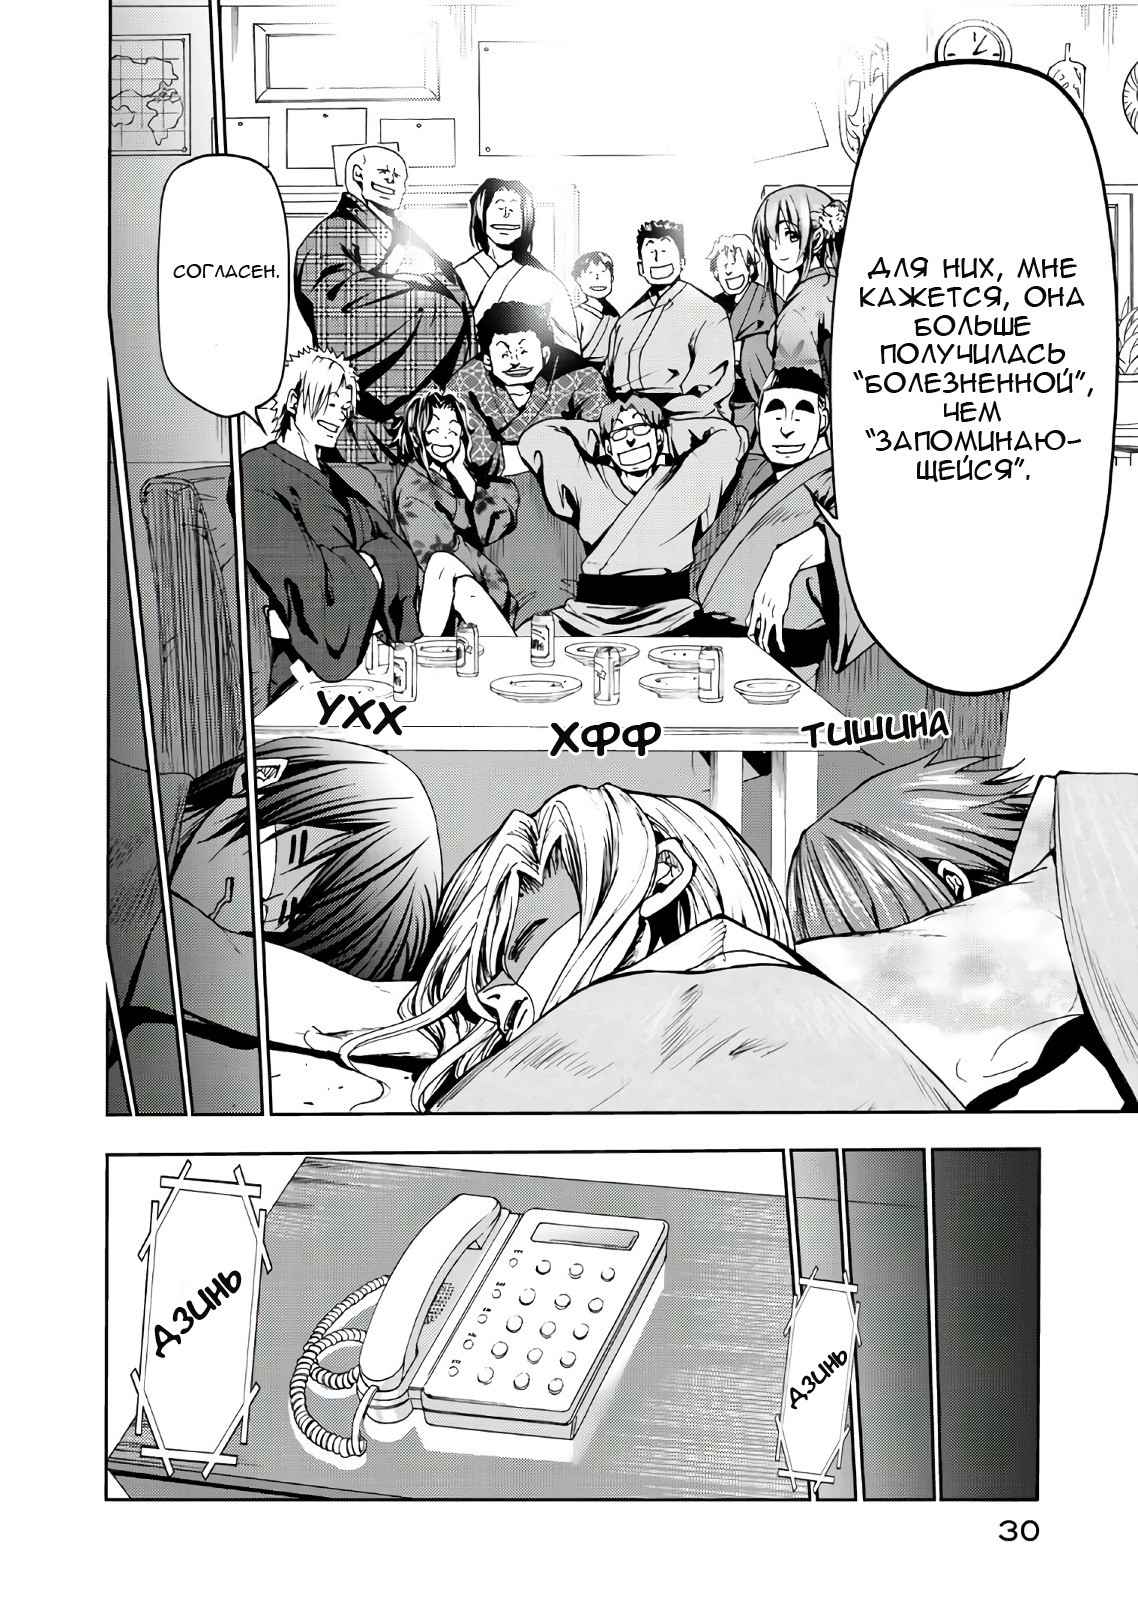 ДЛЯ НИХ, МНЕ
КАЖЕТСЯ, ОНА
БОЛЬШЕ
ПОЛУЧИЛАСЬ
"БОЛЕЗНЕННОЙ",
ЧЕМ
"ЗАПОМИНАЮ-
ЩЕЙСЯ".
СОГЛАСЕН.
ТИШИНА
ХФФ
УХХ
ДЗИНЬ
ДЗИНЬ
30